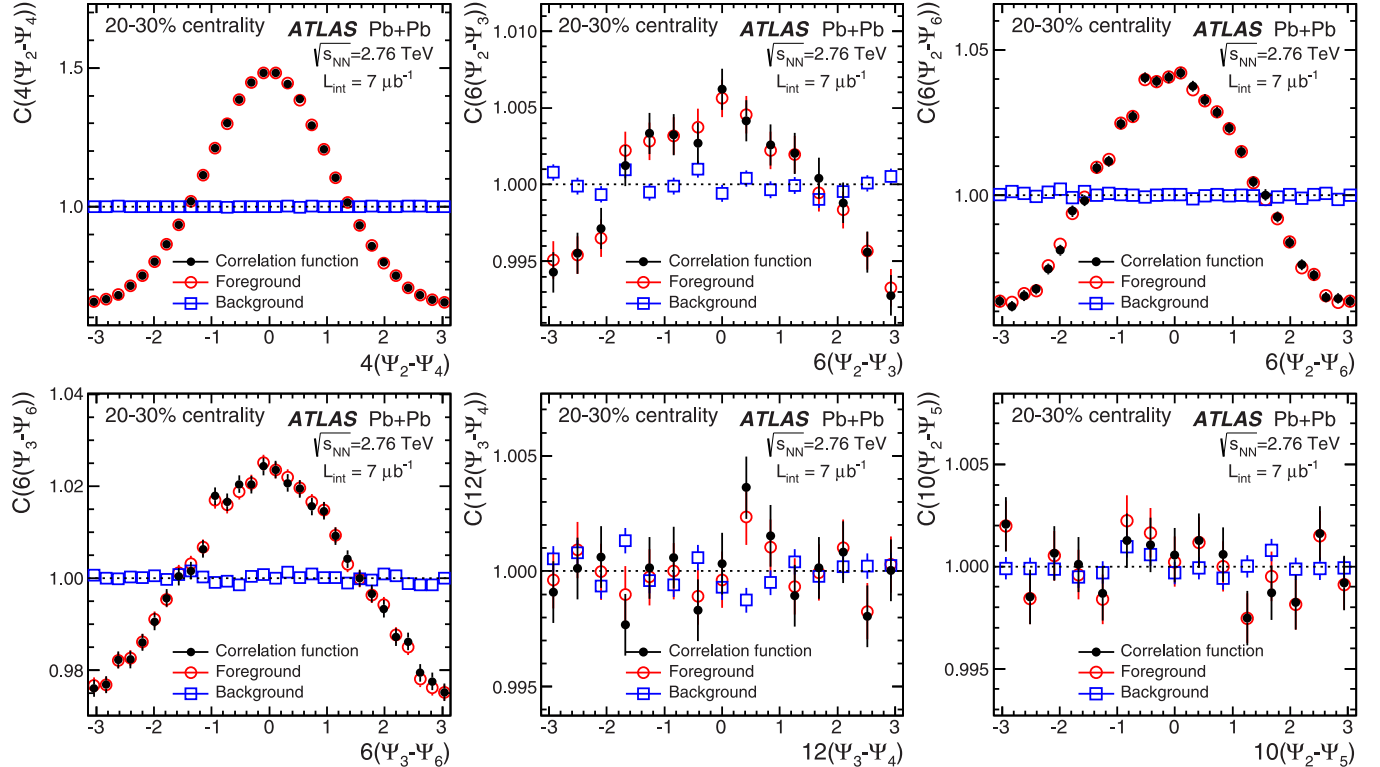 20-30% centrality
ATLAS Pb+Pb
√sNN=2.76 TeV
Lint = 7 μb-1
C(4(Ψ2-Ψ4))
1.5
1.0
Correlation function
Foreground
Background
-3 -2 -1 0 1 2 3
4(Ψ2-Ψ4)
20-30% centrality
ATLAS Pb+Pb
√sNN=2.76 TeV
Lint = 7 μb-1
C(6(Ψ2-Ψ3))
1.010
1.005
1.000
0.995
Correlation function
Foreground
Background
-3 -2 -1 0 1 2 3
6(Ψ2-Ψ3)
20-30% centrality
ATLAS Pb+Pb
√sNN=2.76 TeV
Lint = 7 μb-1
C(6(Ψ2-Ψ6))
1.05
1.00
Correlation function
Foreground
Background
-3 -2 -1 0 1 2 3
6(Ψ2-Ψ6)
20-30% centrality
ATLAS Pb+Pb
√sNN=2.76 TeV
Lint = 7 μb-1
C(6(Ψ3-Ψ6))
1.04
1.02
1.00
0.98
Correlation function
Foreground
Background
-3 -2 -1 0 1 2 3
6(Ψ3-Ψ6)
20-30% centrality
ATLAS Pb+Pb
√sNN=2.76 TeV
Lint = 7 μb-1
C(12(Ψ3-Ψ4))
1.005
1.000
0.995
Correlation function
Foreground
Background
-3 -2 -1 0 1 2 3
12(Ψ3-Ψ4)
20-30% centrality
ATLAS Pb+Pb
√sNN=2.76 TeV
Lint = 7 μb-1
C(10(Ψ2-Ψ5))
1.005
1.000
0.995
Correlation function
Foreground
Background
-3 -2 -1 0 1 2 3
10(Ψ2-Ψ5)